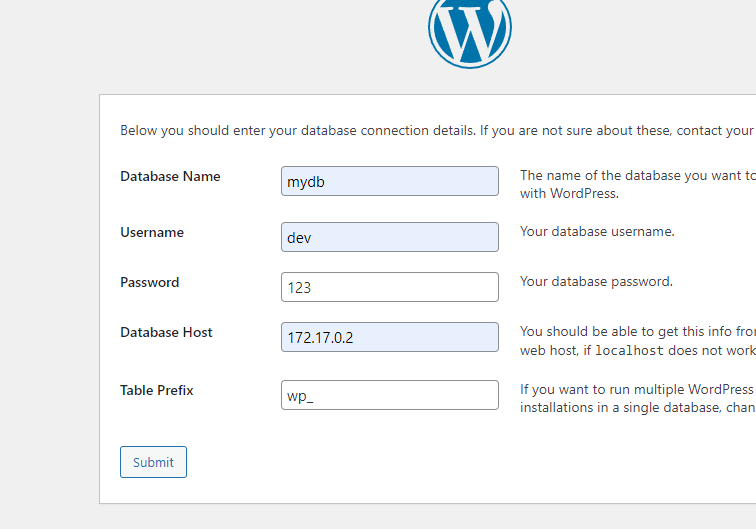 Below you should enter your database connection details. If you are not sure about these, contact your
Database Name
mydb
The name of the database you want to
with WordPress.
Username
dev
Your database username.
Password
123
Your database password.
Database Host
172.17.0.2
You should be able to get this info from
web host, if localhost does not work
Table Prefix
wp_
If you want to run multiple WordPress
installations in a single database, chan
Submit